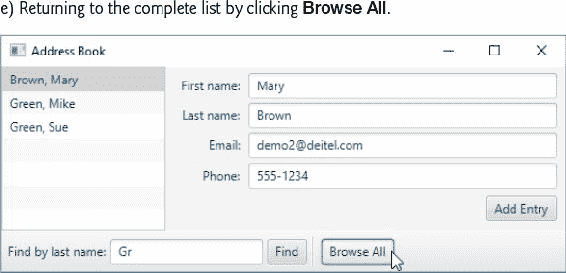 e) Returning to the complete list by clicking Browse All.
Address Book
Brown, Mary
Green, Mike
Green, Sue
First name: Mary
Last name: Brown
Email: demo2@deitel.com
Phone: 555-1234
Add Entry
Find by last name: Gr Find Browse All